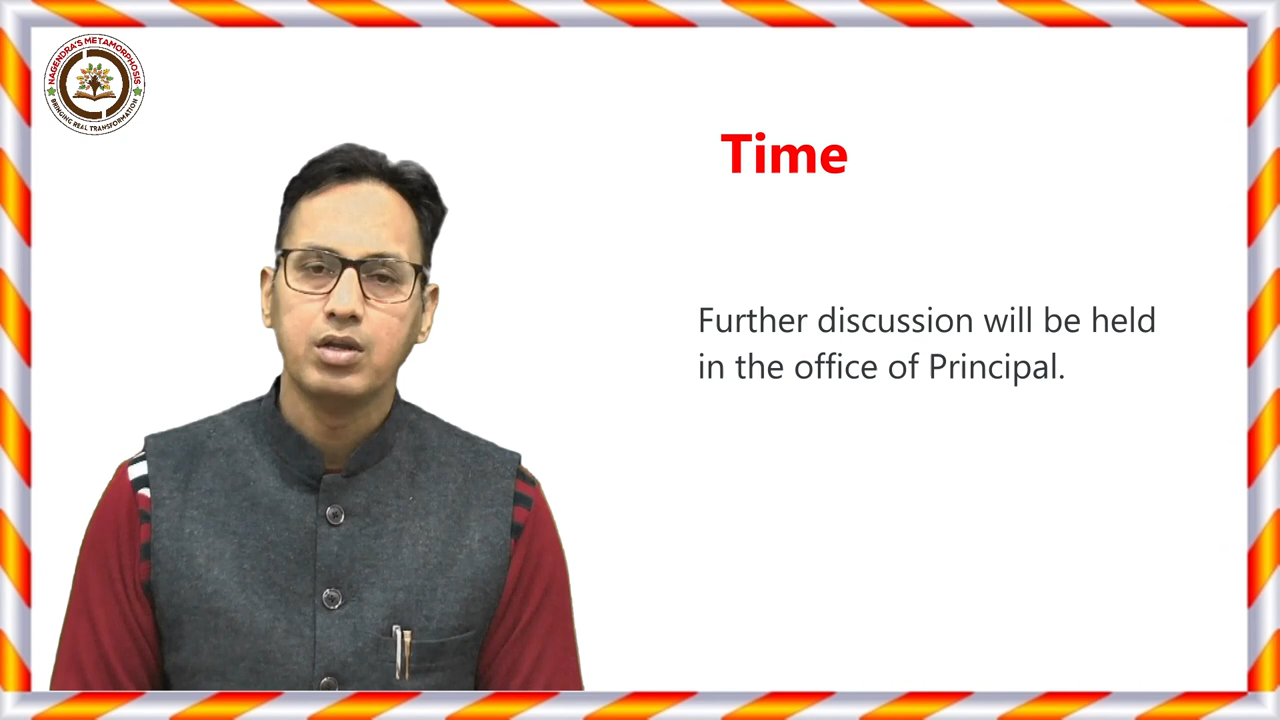 NAGENDRA'S METAMORPHOSIS
BRINGING REAL TRANSFORMATION
Time
Further discussion will be held
in the office of Principal.